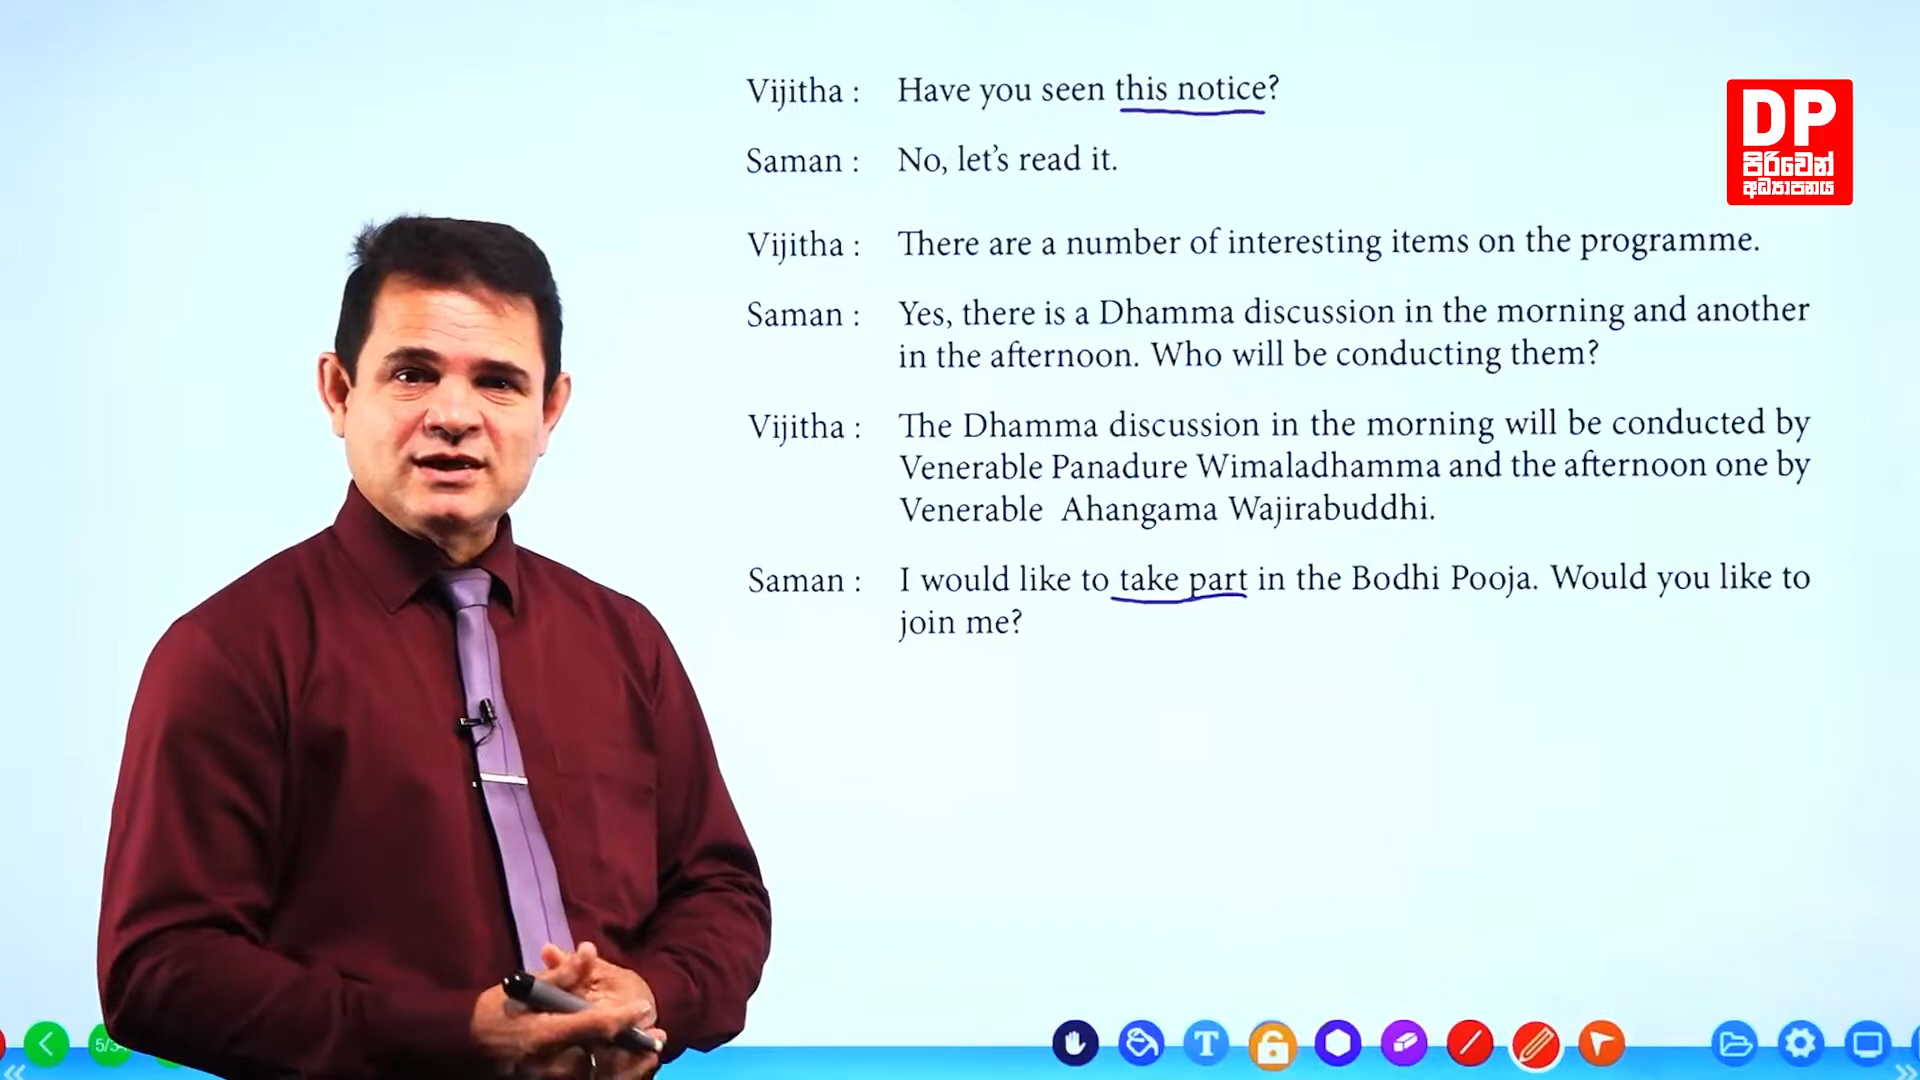 Vijitha : Have you seen this notice?
Saman : No, let's read it.
Vijitha : There are a number of interesting items on the programme.
Saman : Yes, there is a Dhamma discussion in the morning and another
in the afternoon. Who will be conducting them?
Vijitha : The Dhamma discussion in the morning will be conducted by
Venerable Panadure Wimaladhamma and the afternoon one by
Venerable Ahangama Wajirabuddhi.
Saman : I would like to take part in the Bodhi Pooja. Would you like to
join me?
DP
පිරිවෙන්
අධ්‍යාපනය
T